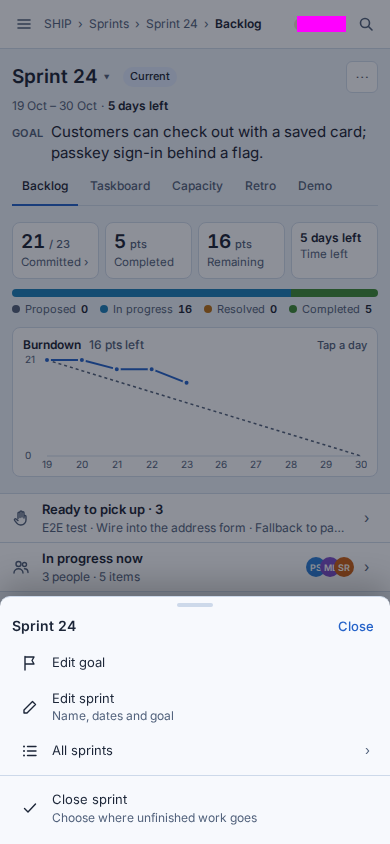 SHIP > Sprints > Sprint 24 > Backlog
Sprint 24 ▾ Current
19 Oct – 30 Oct · 5 days left
GOAL Customers can check out with a saved card;
passkey sign-in behind a flag.
Backlog Taskboard Capacity Retro Demo
21 / 23 5 pts 16 pts 5 days left
Committed › Completed Remaining Time left
Proposed 0 In progress 16 Resolved 0 Completed 5
Burndown 16 pts left Tap a day
21
0
19 20 21 22 23 26 27 28 29 30
Ready to pick up · 3
E2E test · Wire into the address form · Fallback to pa…
In progress now
3 people · 5 items
PS SR
Sprint 24 Close
Edit goal
Edit sprint
Name, dates and goal
All sprints
Close sprint
Choose where unfinished work goes